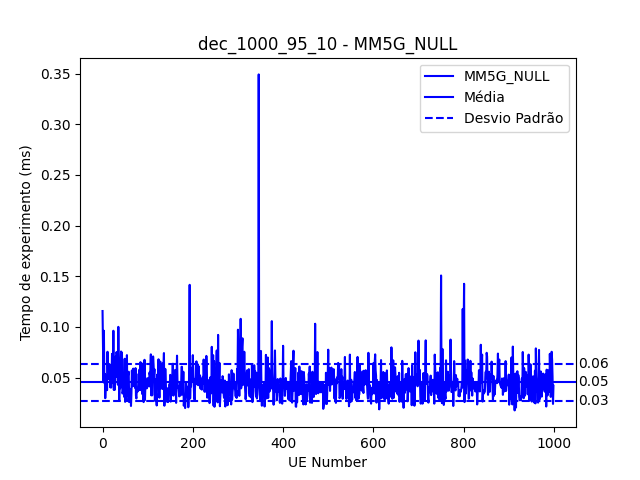 dec_1000_95_10 - MM5G_NULL
MM5G_NULL
Média
Desvio Padrão
Tempo de experimento (ms)
0.35
0.30
0.25
0.20
0.15
0.10
0.05
0.06
0.05
0.03
0
200
400
600
800
1000
UE Number